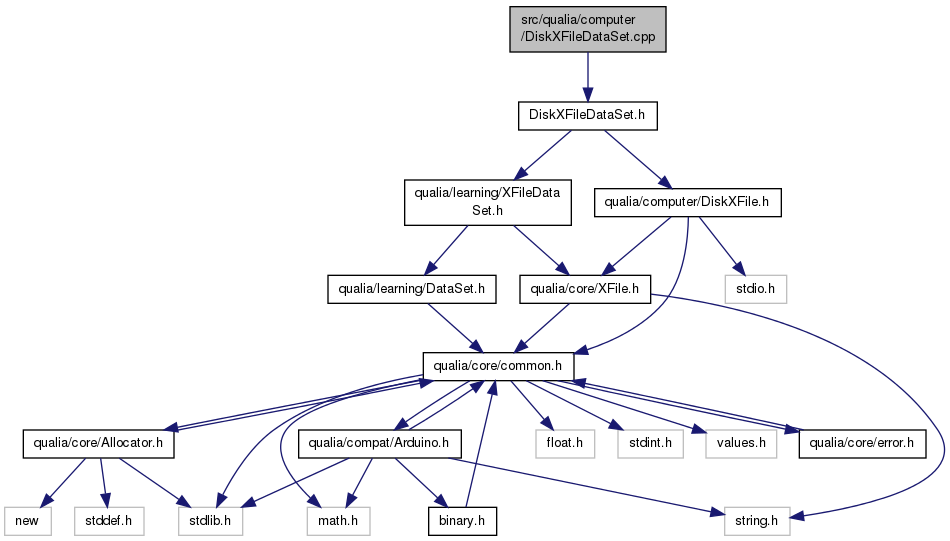 src/qualia/computer
/DiskXFileDataSet.cpp
DiskXFileDataSet.h
qualia/learning/XFileData
Set.h
qualia/computer/DiskXFile.h
qualia/learning/DataSet.h
qualia/core/XFile.h
stdio.h
qualia/core/common.h
qualia/core/Allocator.h
qualia/compat/Arduino.h
float.h
stdint.h
values.h
qualia/core/error.h
new
stddef.h
stdlib.h
math.h
binary.h
string.h